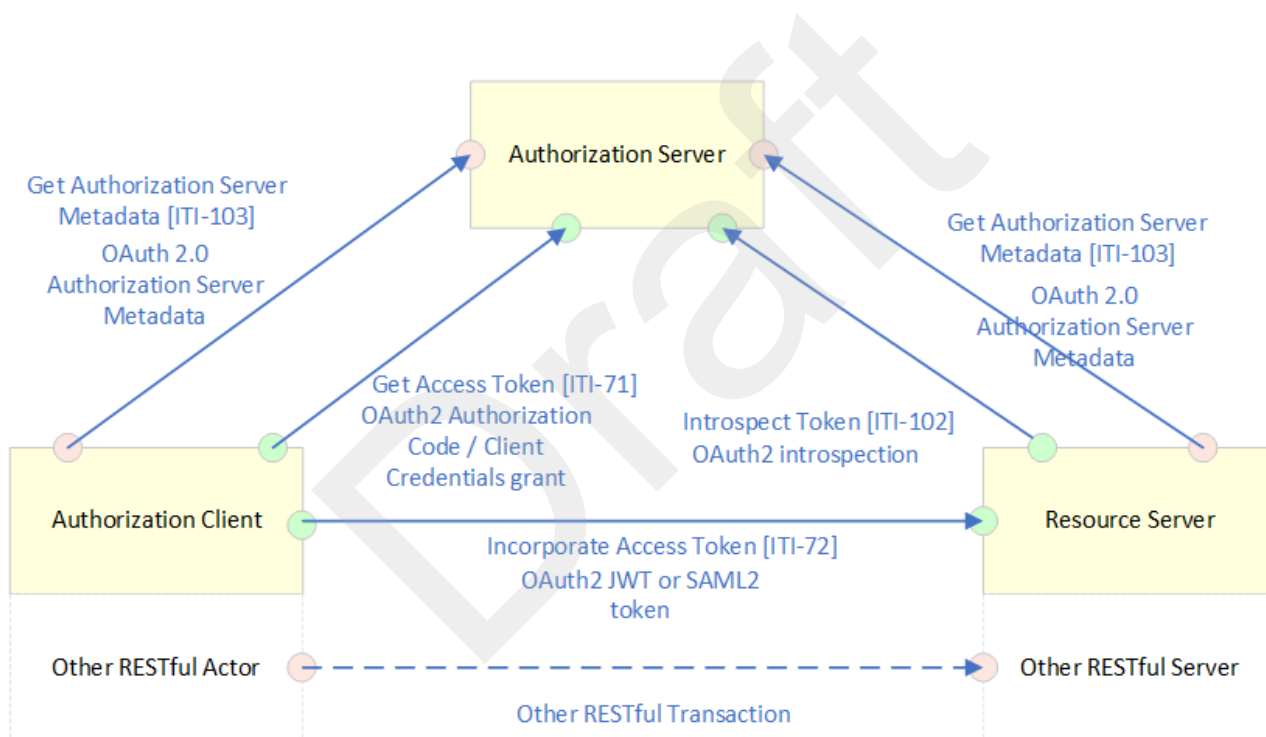 Authorization Server
Get Authorization Server
Metadata [ITI-103]
OAuth 2.0
Authorization Server
Metadata
Get Authorization Server
Metadata [ITI-103]
OAuth 2.0
Authorization Server
Metadata
Get Access Token [ITI-71]
OAuth2 Authorization
Code / Client
Credentials grant
Introspect Token [ITI-102]
OAuth2 introspection
Authorization Client
Resource Server
Incorporate Access Token [ITI-72]
OAuth2 JWT or SAML2
token
Other RESTful Actor
Other RESTful Server
Other RESTful Transaction
Draft